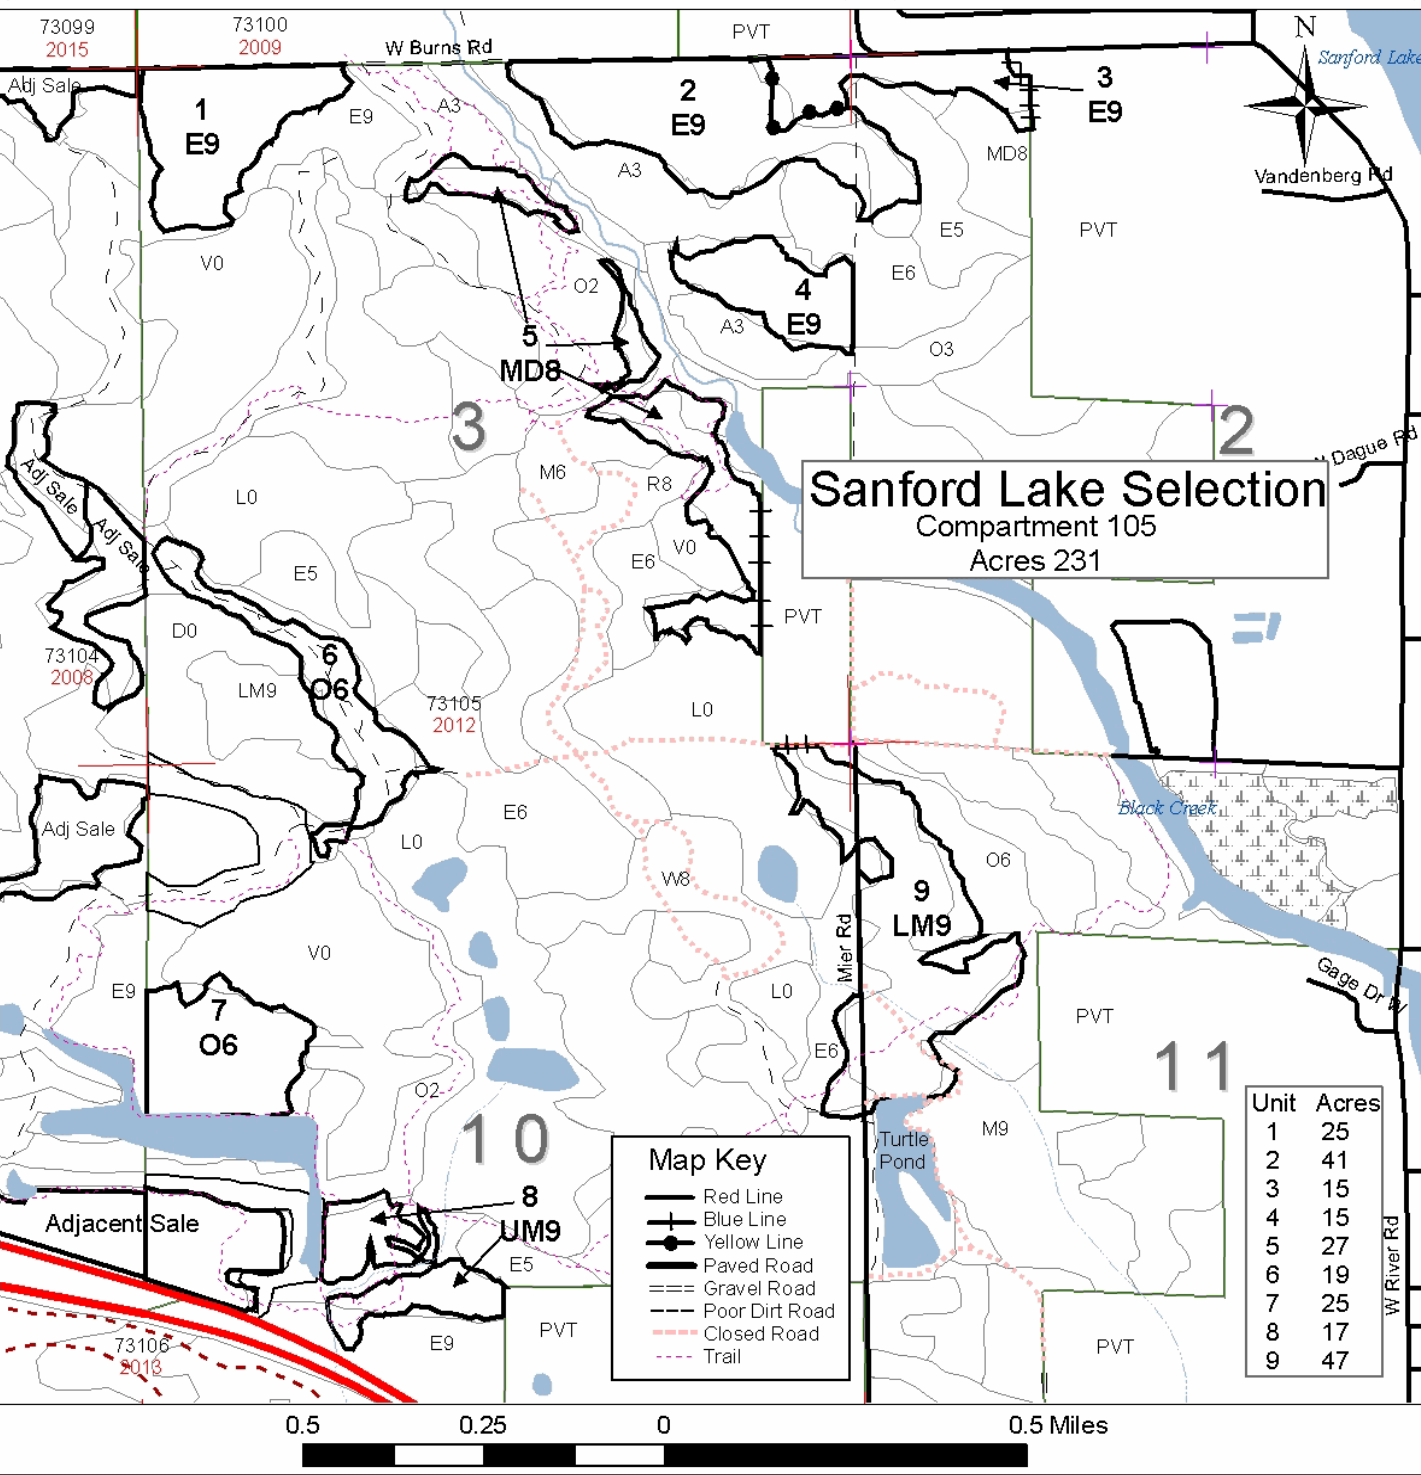 73099
2015
73100
2009
W Burns Rd
PVT
N
Sanford Lake
Adj Sale
1
E9
E9
A3
2
E9
3
E9
A3
MD8
Vandenberg Rd
V0
E5
PVT
O2
4
E9
E6
5
MD8
A3
O3
3
2
Dague Rd
Adj Sale
Adj Sale
L0
M6
R8
Sanford Lake Selection
Compartment 105
Acres 231
E5
E6
V0
D0
6
O6
PVT
73104
2008
LM9
73105
2012
L0
Black Creek
Adj Sale
E6
L0
O6
W8
9
LM9
Mier Rd
V0
E9
L0
Gage Dr W
7
O6
PVT
E6
11
O2
10
M9
Turtle
Pond
Unit Acres
1 25
2 41
3 15
4 15
5 27
6 19
7 25
8 17
9 47
W River Rd
Map Key
Red Line
Blue Line
Yellow Line
Paved Road
Gravel Road
Poor Dirt Road
Closed Road
Trail
8
UM9
Adjacent Sale
E5
E9
PVT
PVT
73106
2013
0.5 0.25 0 0.5 Miles